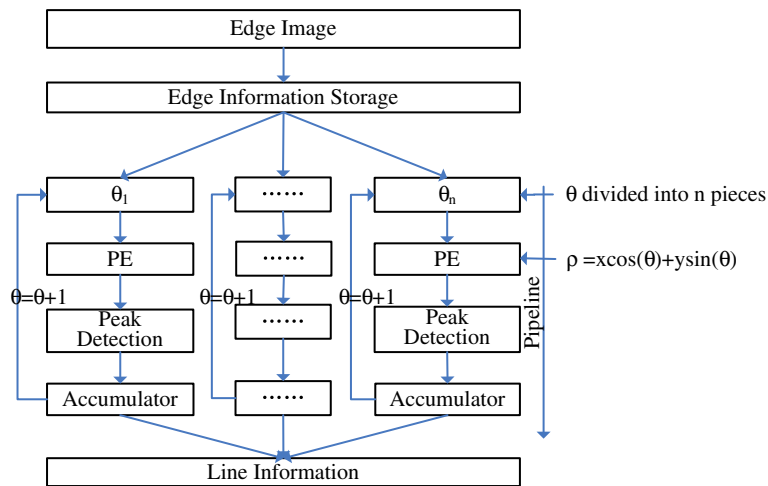 Edge Image
Edge Information Storage
θ1 ...... θn θ divided into n pieces
PE ...... PE ρ =xcos(θ)+ysin(θ)
θ=θ+1 θ=θ+1 θ=θ+1
Peak Detection ...... Peak Detection
Pipeline
Accumulator ...... Accumulator
Line Information